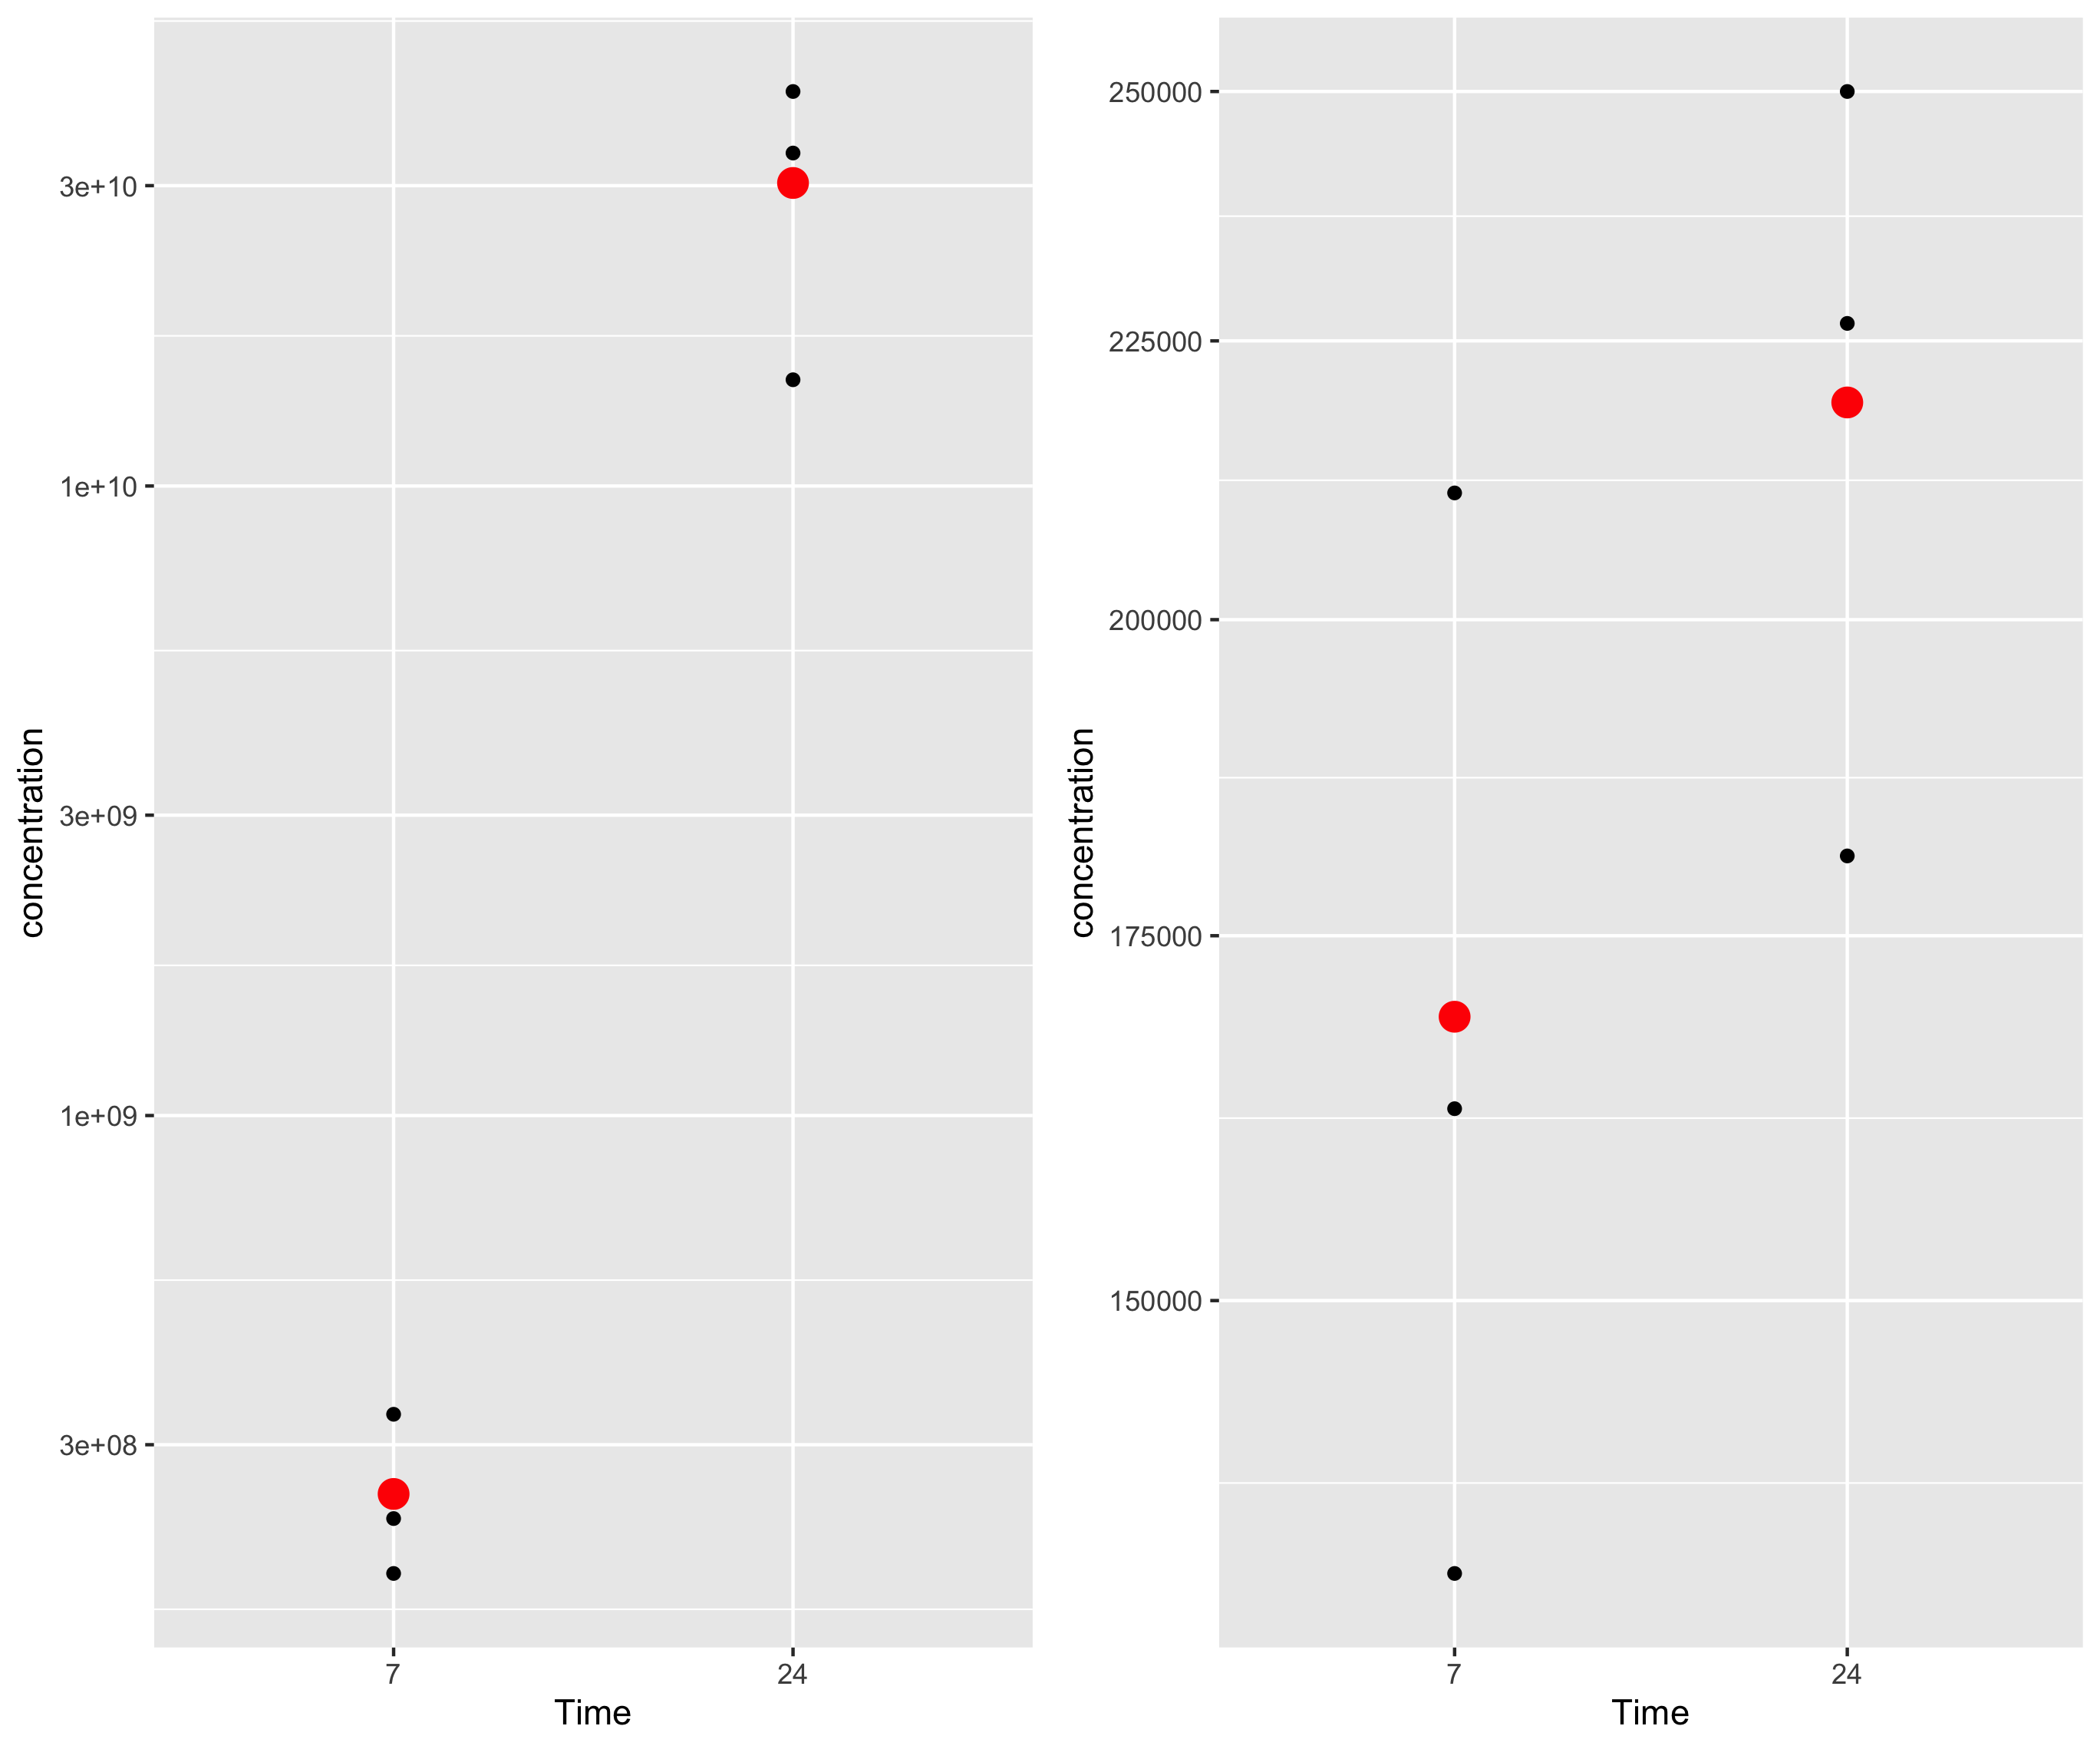 concentration
3e+10
1e+10
3e+09
1e+09
3e+08
7
24
Time
concentration
250000
225000
200000
175000
150000
7
24
Time